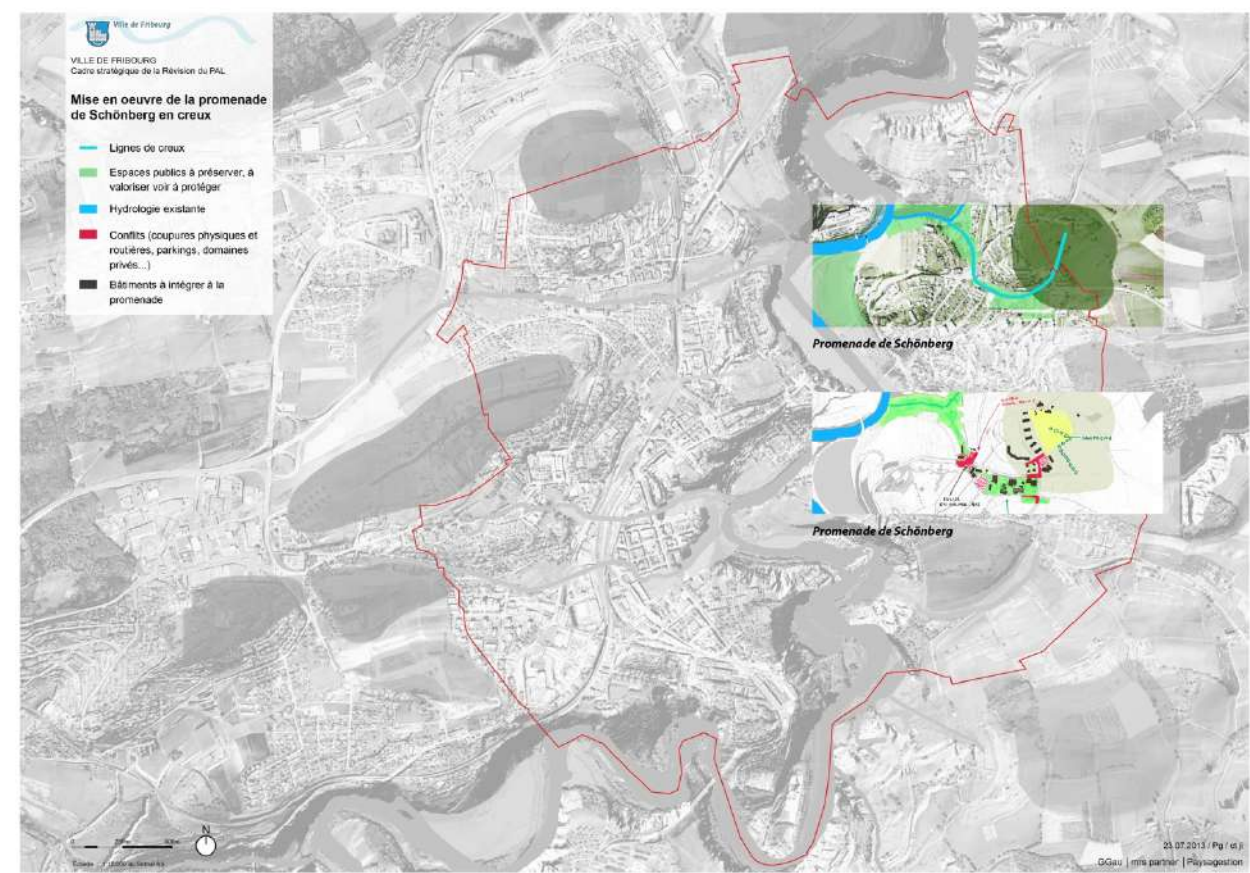 Ville de Fribourg
VILLE DE FRIBOURG
Cadre stratégique de la Révision du PAL
Mise en oeuvre de la promenade
de Schönberg en creux
Lignes de creux
Espaces publics à préserver, à
valoriser voir à protéger
Hydrologie existante
Conflits (coupures physiques et
routières, parkings, domaines
privés...)
Bâtiments à intégrer à la
promenade
Promenade de Schönberg
Promenade de Schönberg
0
N
23.07.2013 / Pg / ct ji
GGau | mrs partner | Paysagestion